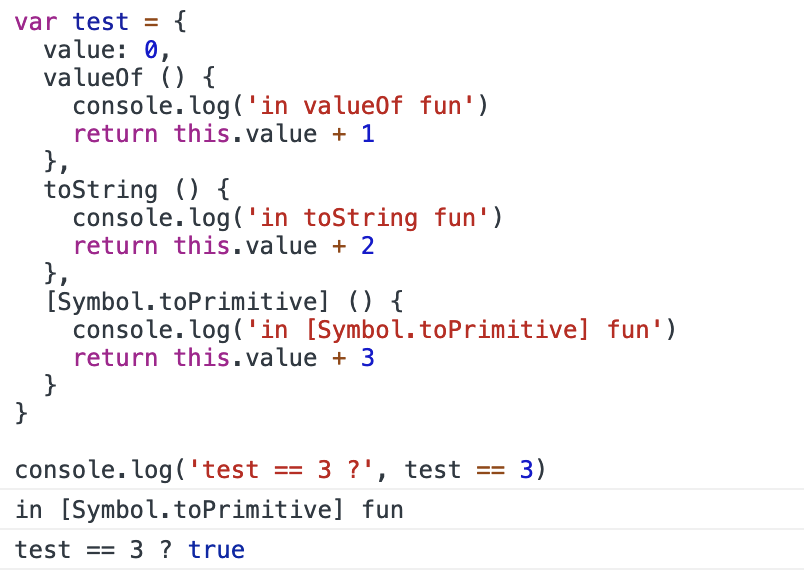 var test = {
  value: 0,
  valueOf () {
    console.log('in valueOf fun')
    return this.value + 1
  },
  toString () {
    console.log('in toString fun')
    return this.value + 2
  },
  [Symbol.toPrimitive] () {
    console.log('in [Symbol.toPrimitive] fun')
    return this.value + 3
  }
}

console.log('test == 3 ?', test == 3)
in [Symbol.toPrimitive] fun
test == 3 ? true